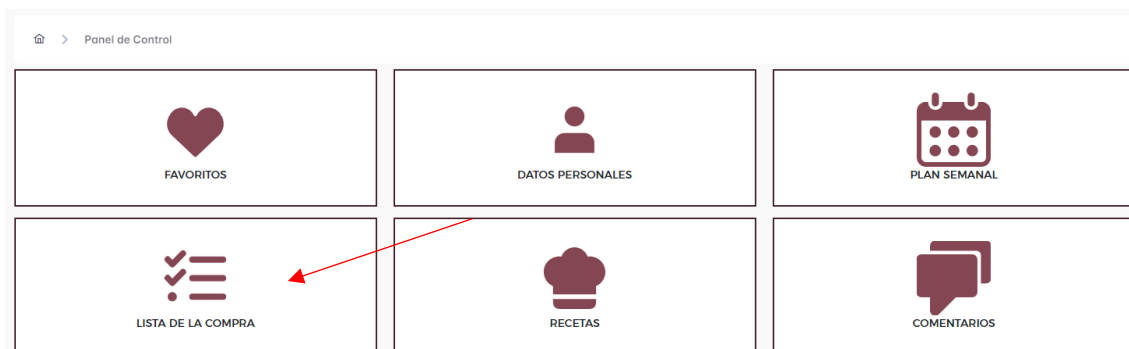 Panel de Control
FAVORITOS
DATOS PERSONALES
PLAN SEMANAL
LISTA DE LA COMPRA
RECETAS
COMENTARIOS